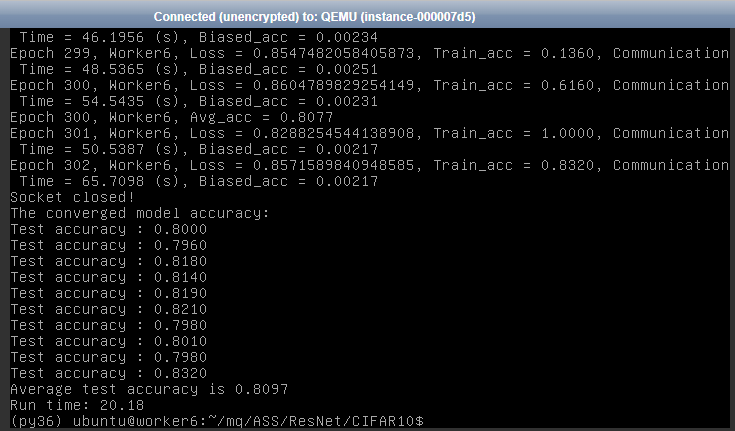 Connected (unencrypted) to: QEMU (instance-000007d5)
Time = 46.1956 (s), Biased_acc = 0.00234
Epoch 299, Worker6, Loss = 0.8547482058405873, Train_acc = 0.1360, Communication
Time = 48.5365 (s), Biased_acc = 0.00251
Epoch 300, Worker6, Loss = 0.8604789829254149, Train_acc = 0.6160, Communication
Time = 54.5435 (s), Biased_acc = 0.00231
Epoch 300, Worker6, Avg_acc = 0.8077
Epoch 301, Worker6, Loss = 0.8288254544138908, Train_acc = 1.0000, Communication
Time = 50.5387 (s), Biased_acc = 0.00217
Epoch 302, Worker6, Loss = 0.8571589840948585, Train_acc = 0.8320, Communication
Time = 65.7098 (s), Biased_acc = 0.00217
Socket closed!
The converged model accuracy:
Test accuracy : 0.8000
Test accuracy : 0.7960
Test accuracy : 0.8180
Test accuracy : 0.8140
Test accuracy : 0.8190
Test accuracy : 0.8210
Test accuracy : 0.7980
Test accuracy : 0.8010
Test accuracy : 0.7980
Test accuracy : 0.8320
Average test accuracy is 0.8097
Run time: 20.18
(py36) ubuntu@worker6:~/mq/ASS/ResNet/CIFAR10$